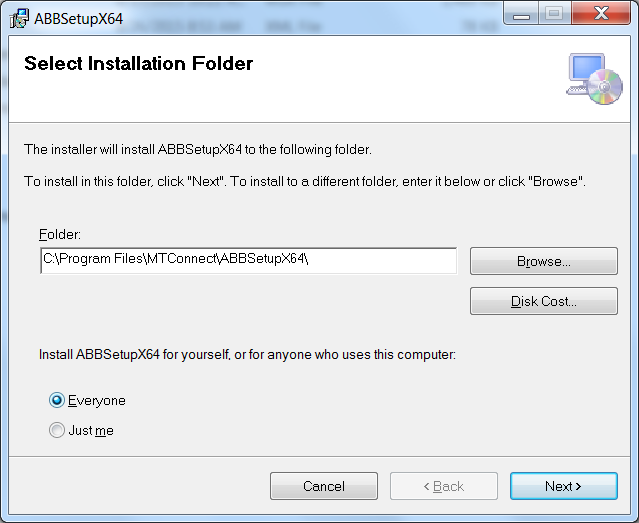 ABBSetupX64
Select Installation Folder
The installer will install ABBSetupX64 to the following folder.
To install in this folder, click "Next". To install to a different folder, enter it below or click "Browse".
Folder:
C:\Program Files\MTConnect\ABBSetupX64\
Browse...
Disk Cost...
Install ABBSetupX64 for yourself, or for anyone who uses this computer:
Everyone
Just me
Cancel
< Back
Next >